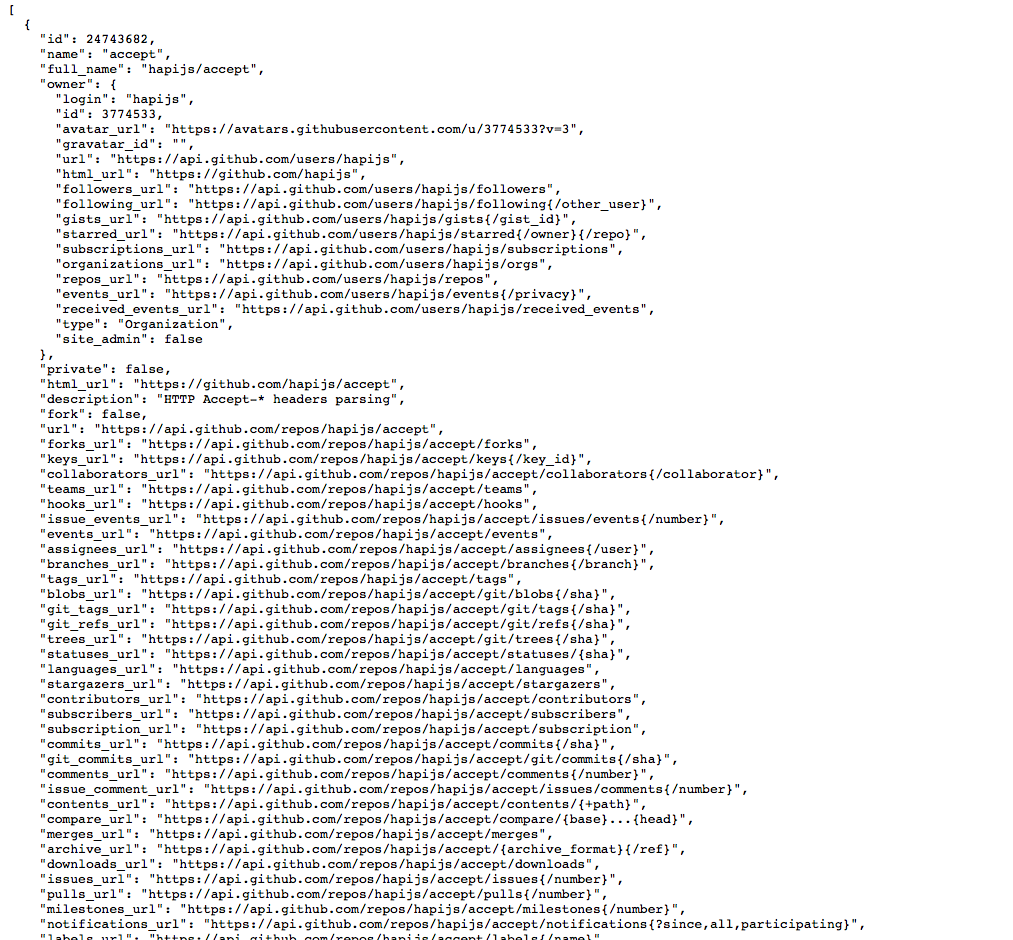 [
  {
    "id": 24743682,
    "name": "accept",
    "full_name": "hapijs/accept",
    "owner": {
      "login": "hapijs",
      "id": 3774533,
      "avatar_url": "https://avatars.githubusercontent.com/u/3774533?v=3",
      "gravatar_id": "",
      "url": "https://api.github.com/users/hapijs",
      "html_url": "https://github.com/hapijs",
      "followers_url": "https://api.github.com/users/hapijs/followers",
      "following_url": "https://api.github.com/users/hapijs/following{/other_user}",
      "gists_url": "https://api.github.com/users/hapijs/gists{/gist_id}",
      "starred_url": "https://api.github.com/users/hapijs/starred{/owner}{/repo}",
      "subscriptions_url": "https://api.github.com/users/hapijs/subscriptions",
      "organizations_url": "https://api.github.com/users/hapijs/orgs",
      "repos_url": "https://api.github.com/users/hapijs/repos",
      "events_url": "https://api.github.com/users/hapijs/events{/privacy}",
      "received_events_url": "https://api.github.com/users/hapijs/received_events",
      "type": "Organization",
      "site_admin": false
    },
    "private": false,
    "html_url": "https://github.com/hapijs/accept",
    "description": "HTTP Accept-* headers parsing",
    "fork": false,
    "url": "https://api.github.com/repos/hapijs/accept",
    "forks_url": "https://api.github.com/repos/hapijs/accept/forks",
    "keys_url": "https://api.github.com/repos/hapijs/accept/keys{/key_id}",
    "collaborators_url": "https://api.github.com/repos/hapijs/accept/collaborators{/collaborator}",
    "teams_url": "https://api.github.com/repos/hapijs/accept/teams",
    "hooks_url": "https://api.github.com/repos/hapijs/accept/hooks",
    "issue_events_url": "https://api.github.com/repos/hapijs/accept/issues/events{/number}",
    "events_url": "https://api.github.com/repos/hapijs/accept/events",
    "assignees_url": "https://api.github.com/repos/hapijs/accept/assignees{/user}",
    "branches_url": "https://api.github.com/repos/hapijs/accept/branches{/branch}",
    "tags_url": "https://api.github.com/repos/hapijs/accept/tags",
    "blobs_url": "https://api.github.com/repos/hapijs/accept/git/blobs{/sha}",
    "git_tags_url": "https://api.github.com/repos/hapijs/accept/git/tags{/sha}",
    "git_refs_url": "https://api.github.com/repos/hapijs/accept/git/refs{/sha}",
    "trees_url": "https://api.github.com/repos/hapijs/accept/git/trees{/sha}",
    "statuses_url": "https://api.github.com/repos/hapijs/accept/statuses/{sha}",
    "languages_url": "https://api.github.com/repos/hapijs/accept/languages",
    "stargazers_url": "https://api.github.com/repos/hapijs/accept/stargazers",
    "contributors_url": "https://api.github.com/repos/hapijs/accept/contributors",
    "subscribers_url": "https://api.github.com/repos/hapijs/accept/subscribers",
    "subscription_url": "https://api.github.com/repos/hapijs/accept/subscription",
    "commits_url": "https://api.github.com/repos/hapijs/accept/commits{/sha}",
    "git_commits_url": "https://api.github.com/repos/hapijs/accept/git/commits{/sha}",
    "comments_url": "https://api.github.com/repos/hapijs/accept/comments{/number}",
    "issue_comment_url": "https://api.github.com/repos/hapijs/accept/issues/comments{/number}",
    "contents_url": "https://api.github.com/repos/hapijs/accept/contents/{+path}",
    "compare_url": "https://api.github.com/repos/hapijs/accept/compare/{base}...{head}",
    "merges_url": "https://api.github.com/repos/hapijs/accept/merges",
    "archive_url": "https://api.github.com/repos/hapijs/accept/{archive_format}{/ref}",
    "downloads_url": "https://api.github.com/repos/hapijs/accept/downloads",
    "issues_url": "https://api.github.com/repos/hapijs/accept/issues{/number}",
    "pulls_url": "https://api.github.com/repos/hapijs/accept/pulls{/number}",
    "milestones_url": "https://api.github.com/repos/hapijs/accept/milestones{/number}",
    "notifications_url": "https://api.github.com/repos/hapijs/accept/notifications{?since,all,participating}",
    "labels_url": "https://api.github.com/repos/hapijs/accept/labels{/name}"